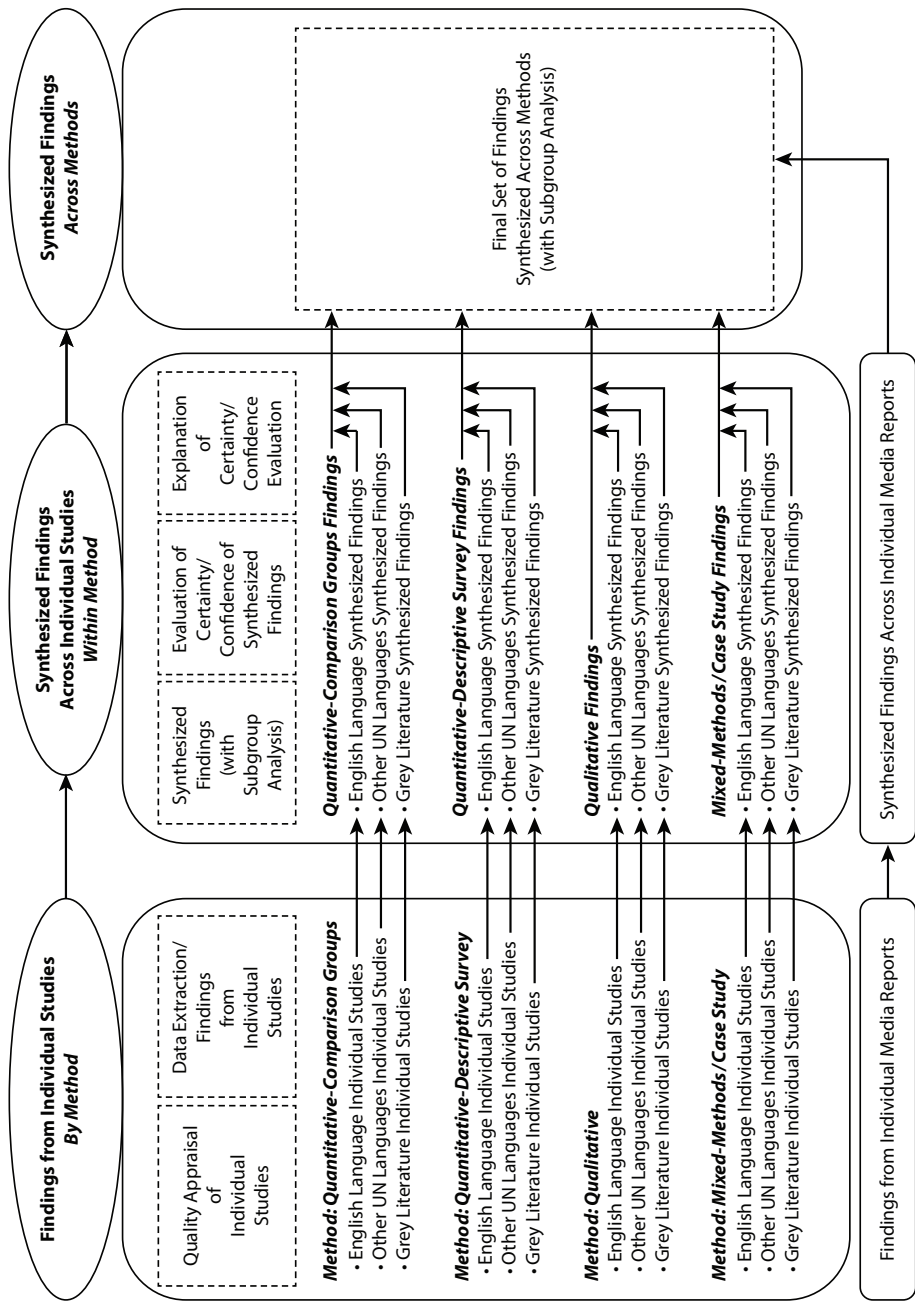 Findings from Individual Studies
By Method
Quality Appraisal
of
Individual
Studies
Data Extraction/
Findings
from
Individual
Studies
Method: Quantitative-Comparison Groups
• English Language Individual Studies
• Other UN Languages Individual Studies
• Grey Literature Individual Studies
Method: Quantitative-Descriptive Survey
• English Language Individual Studies
• Other UN Languages Individual Studies
• Grey Literature Individual Studies
Method: Qualitative
• English Language Individual Studies
• Other UN Languages Individual Studies
• Grey Literature Individual Studies
Method: Mixed-Methods/Case Study
• English Language Individual Studies
• Other UN Languages Individual Studies
• Grey Literature Individual Studies
Findings from Individual Media Reports
Synthesized Findings
Across Individual Studies
Within Method
Synthesized
Findings
(with
Subgroup
Analysis)
Evaluation of
Certainty/
Confidence of
Synthesized
Findings
Explanation
of
Certainty/
Confidence
Evaluation
Quantitative-Comparison Groups Findings
• English Language Synthesized Findings
• Other UN Languages Synthesized Findings
• Grey Literature Synthesized Findings
Quantitative-Descriptive Survey Findings
• English Language Synthesized Findings
• Other UN Languages Synthesized Findings
• Grey Literature Synthesized Findings
Qualitative Findings
• English Language Synthesized Findings
• Other UN Languages Synthesized Findings
• Grey Literature Synthesized Findings
Mixed-Methods/Case Study Findings
• English Language Synthesized Findings
• Other UN Languages Synthesized Findings
• Grey Literature Synthesized Findings
Synthesized Findings Across Individual Media Reports
Synthesized Findings
Across Methods
Final Set of Findings
Synthesized Across Methods
(with Subgroup Analysis)